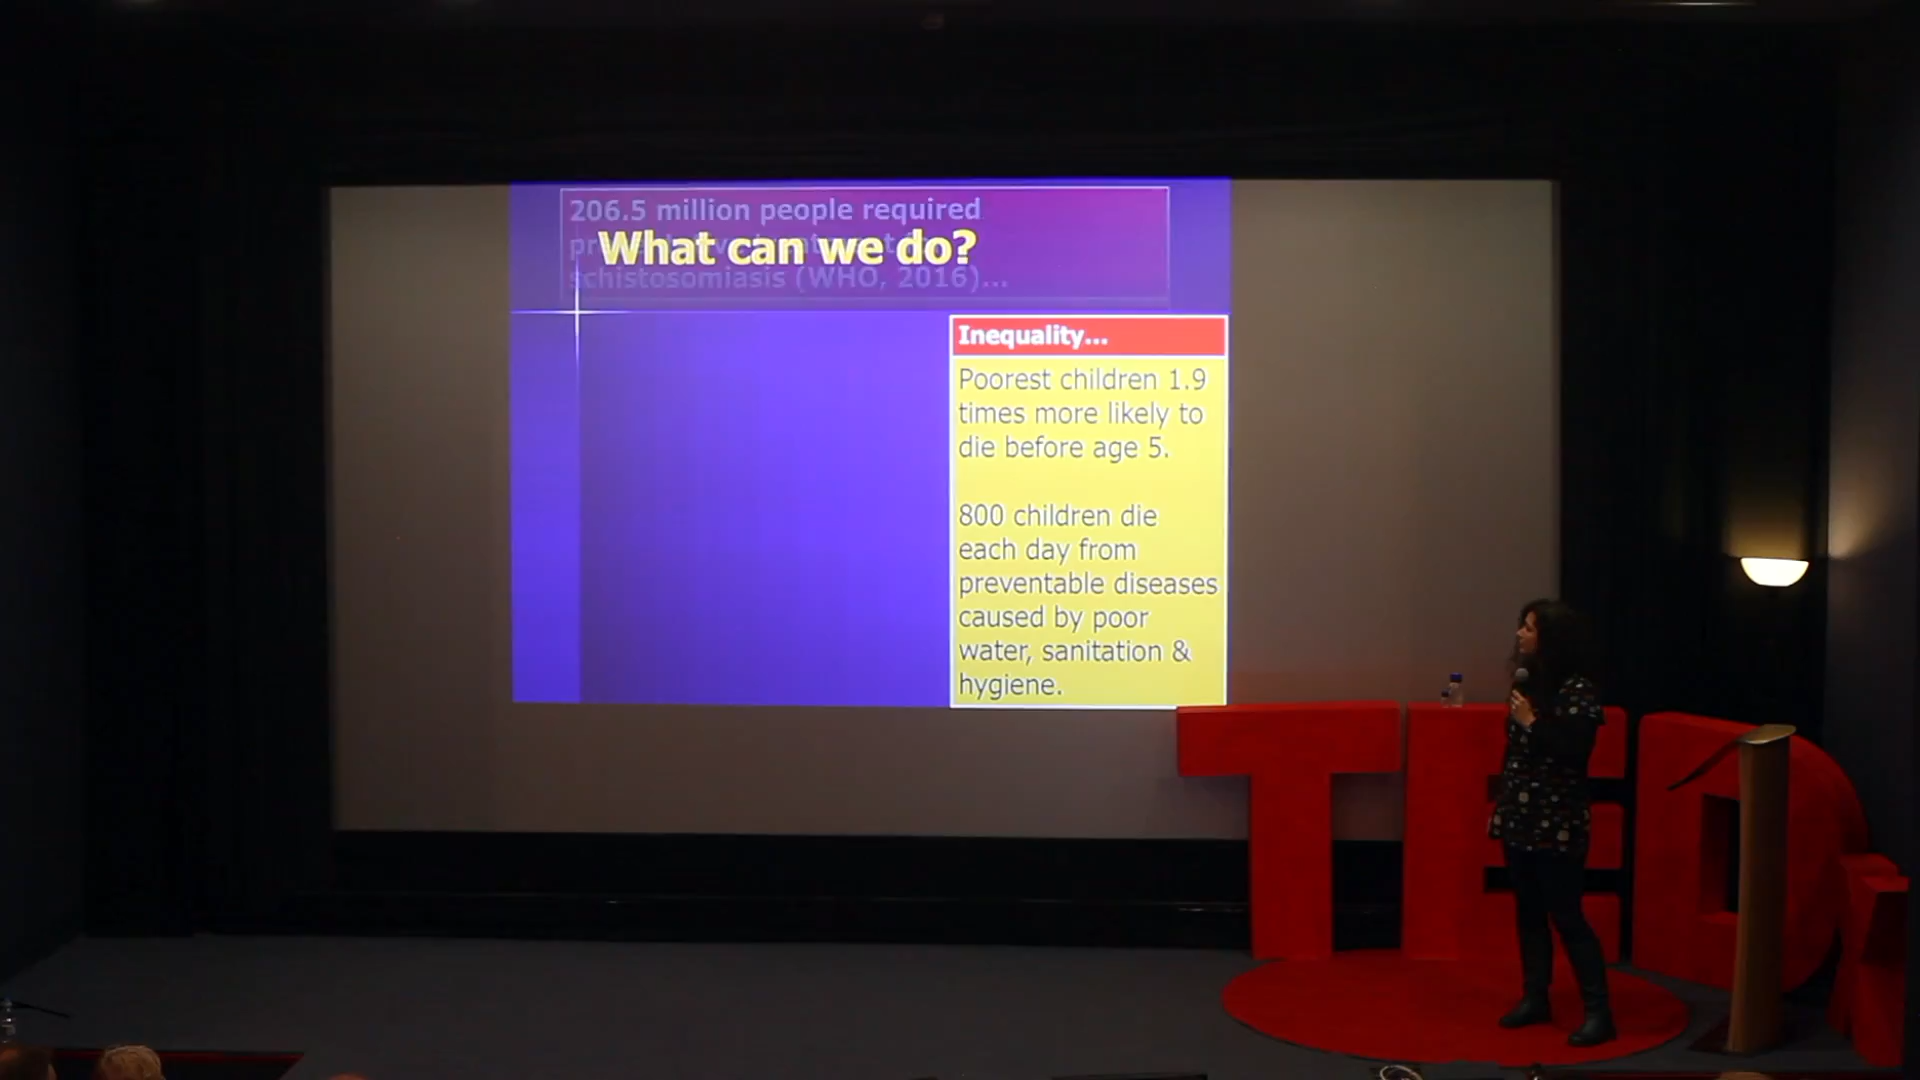 206.5 million people required
What can we do?
schistosomiasis (WHO, 2016)...
Inequality...
Poorest children 1.9
times more likely to
die before age 5.
800 children die
each day from
preventable diseases
caused by poor
water, sanitation &
hygiene.
TED